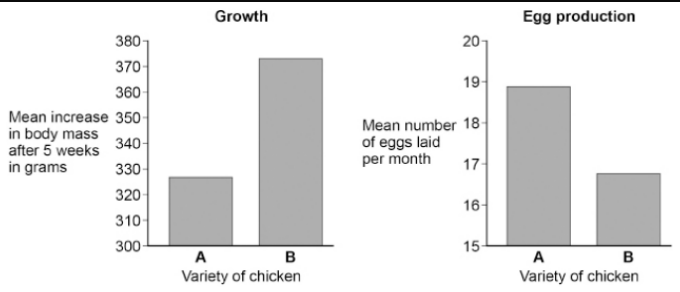 Growth
380
370
360
350
340
330
320
310
300
Mean increase
in body mass
after 5 weeks
in grams
A B
Variety of chicken
Egg production
20
19
18
17
16
15
Mean number
of eggs laid
per month
A B
Variety of chicken